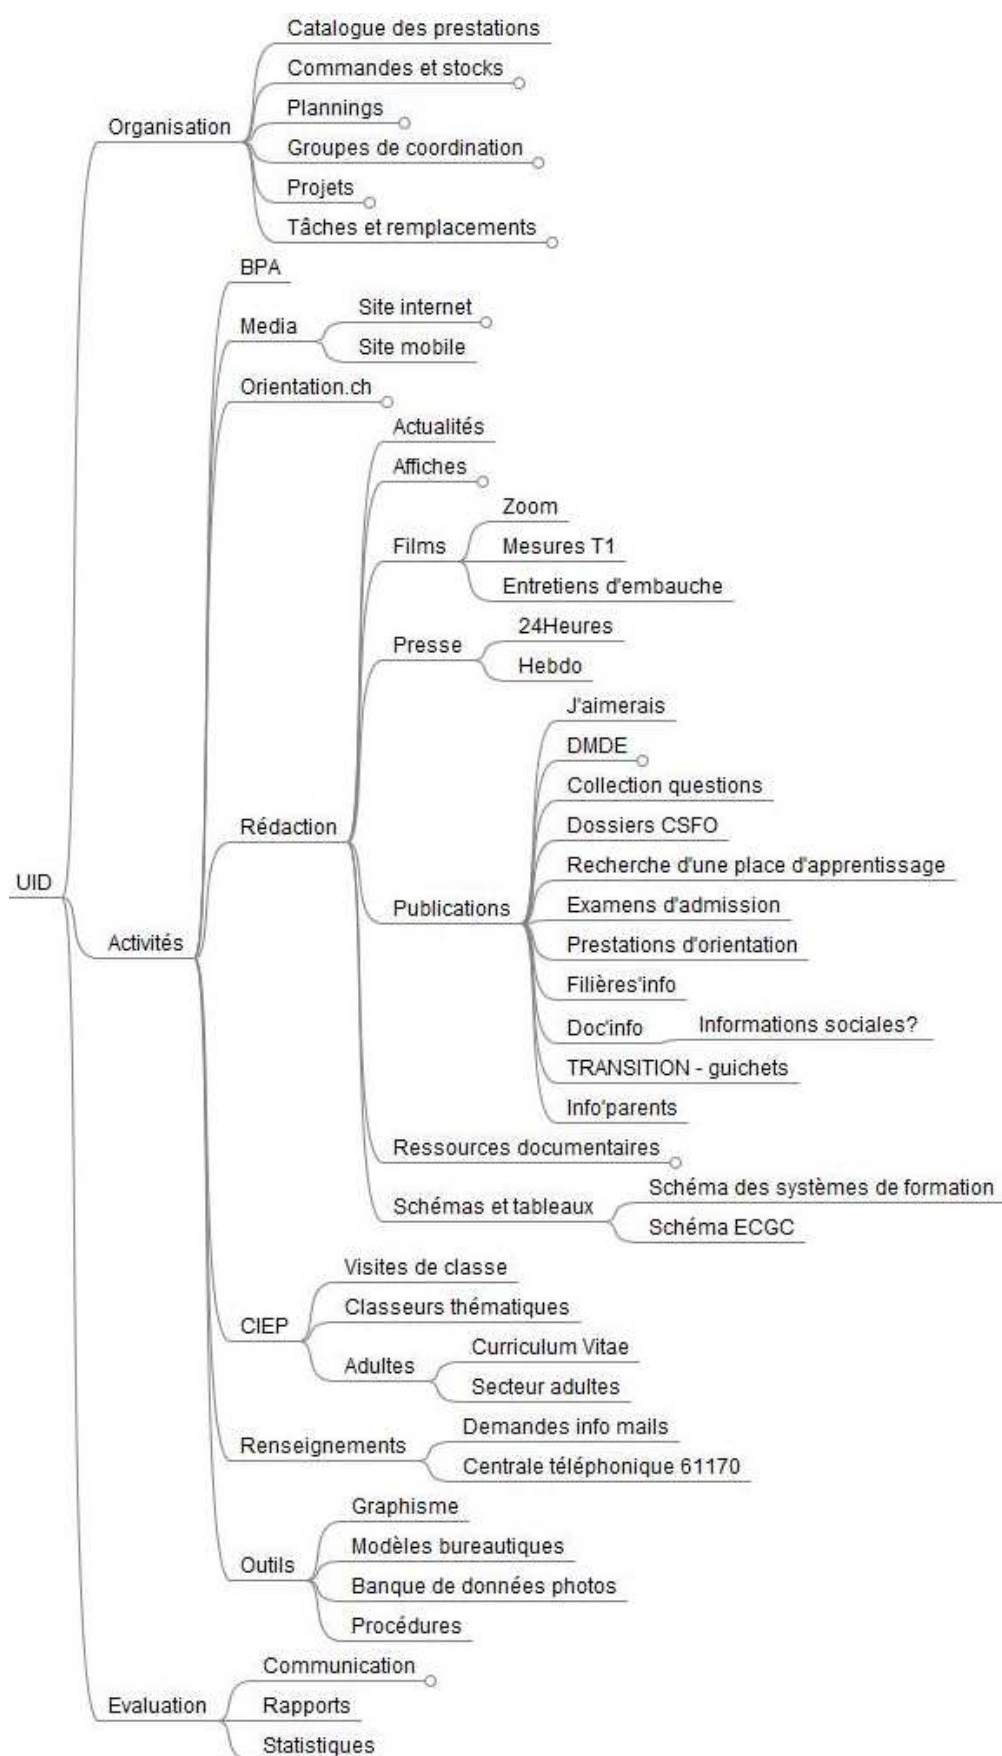 Catalogue des prestations
Commandes et stocks
Plannings
Organisation
Groupes de coordination
Projets
Tâches et remplacements
BPA
Site internet
Media
Site mobile
Orientation.ch
Actualités
Affiches
Zoom
Films
Mesures T1
Entretiens d'embauche
24Heures
Presse
Hebdo
J'aimerais
DMDE
Collection questions
Rédaction
Dossiers CSFO
Recherche d'une place d'apprentissage
UID
Publications
Examens d'admission
Activités
Prestations d'orientation
Filières'info
Doc'info
Informations sociales?
TRANSITION - guichets
Info'parents
Ressources documentaires
Schéma des systèmes de formation
Schémas et tableaux
Schéma ECGC
Visites de classe
Classeurs thématiques
CIEP
Curriculum Vitae
Adultes
Secteur adultes
Demandes info mails
Renseignements
Centrale téléphonique 61170
Graphisme
Modèles bureautiques
Outils
Banque de données photos
Procédures
Communication
Evaluation
Rapports
Statistiques